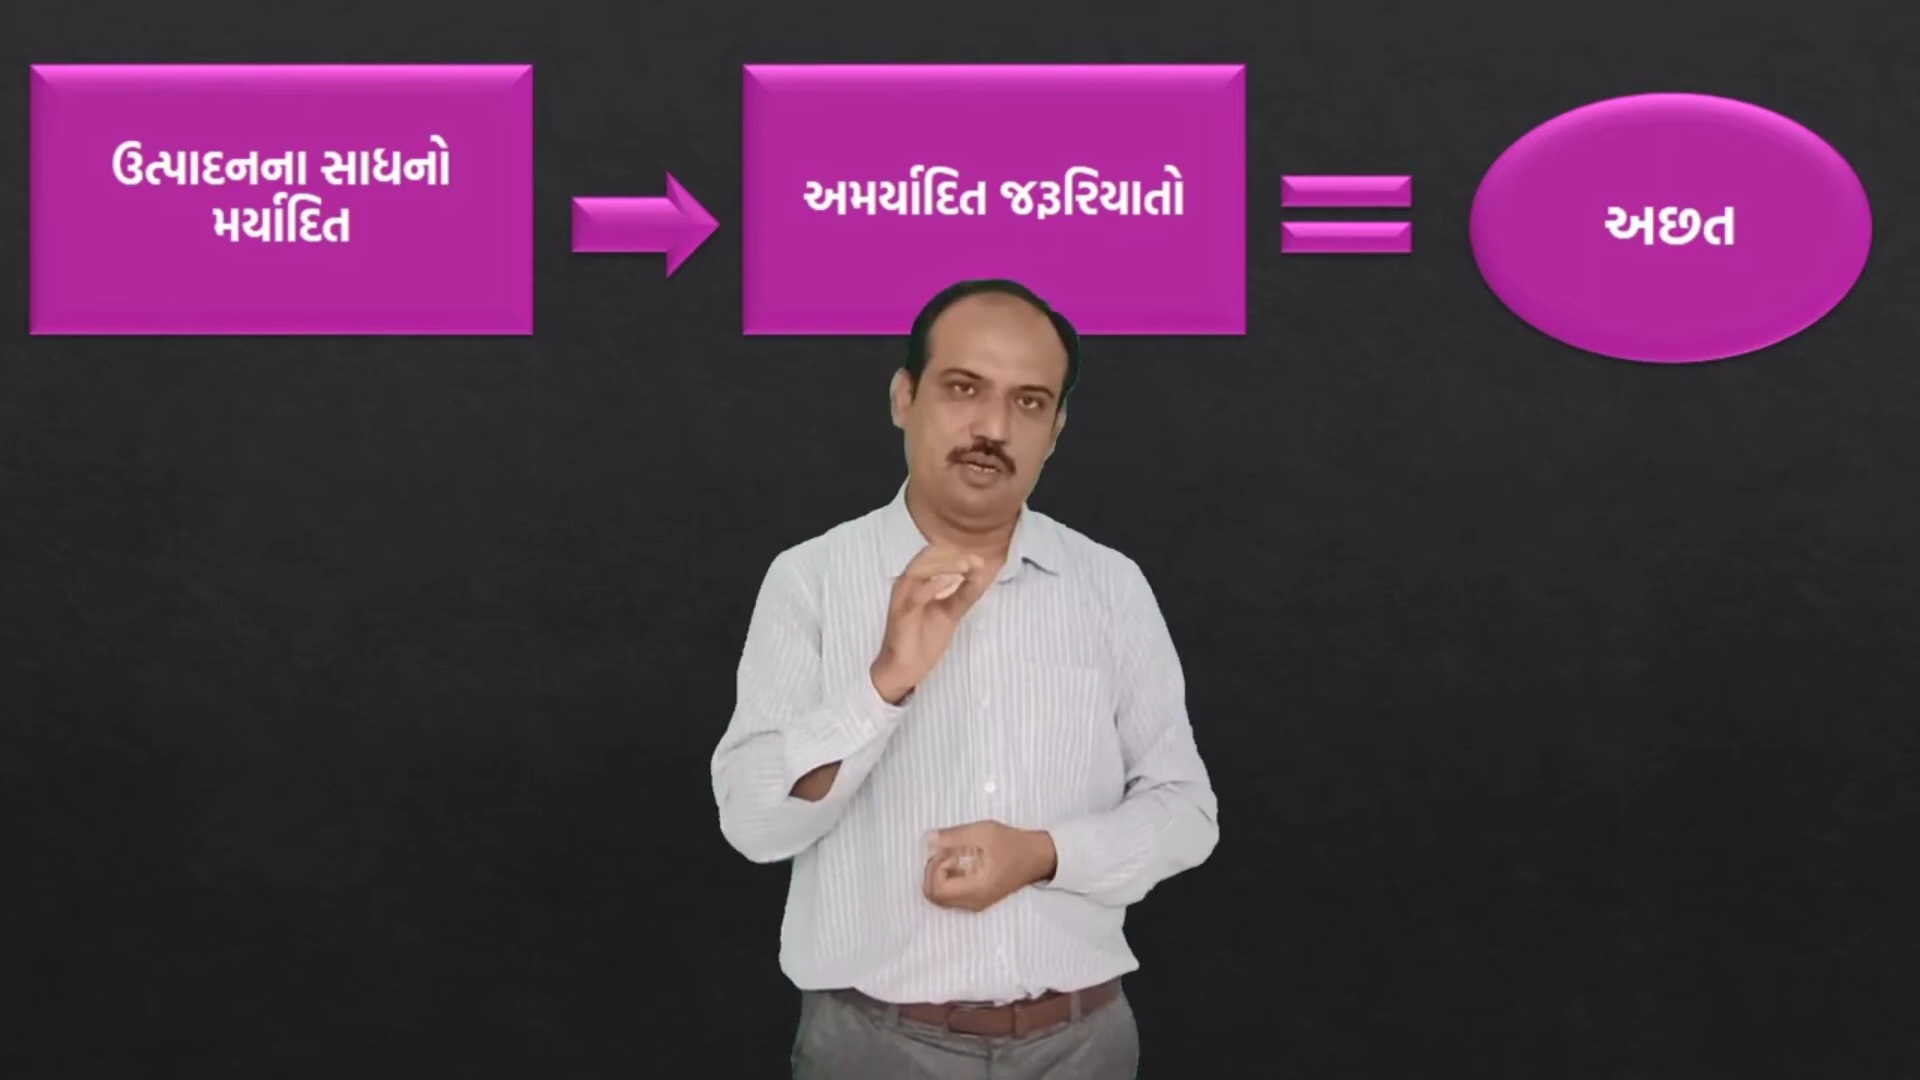 ઉત્પાદનના સાધનો
મર્યાદિત
અમર્યાદિત જરૂરિયાતો
અછત